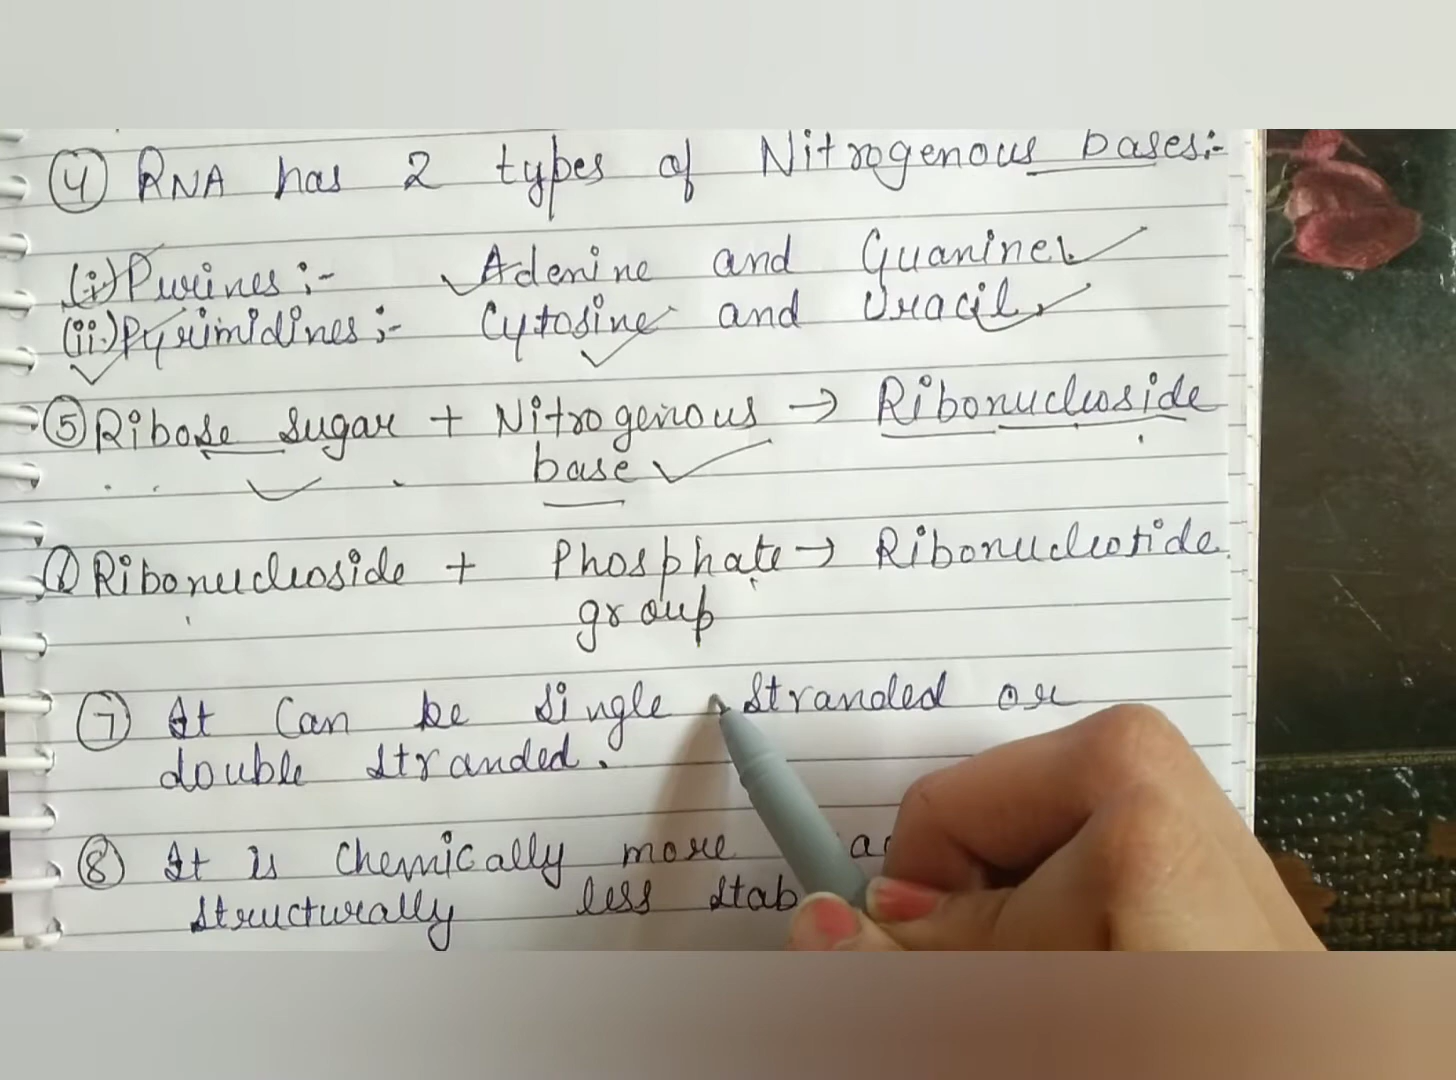 4 RNA has 2 types of Nitrogenous bases:-
(i) Purines:- Adenine and Guanine
(ii) Pyrimidines:- Cytosine and Uracil
5 Ribose sugar + Nitrogenous → Ribonucleoside
base
Ribonucleoside + Phosphate → Ribonucleotide
group
7 It Can be single stranded or
double stranded.
8 It is Chemically more
structurally less